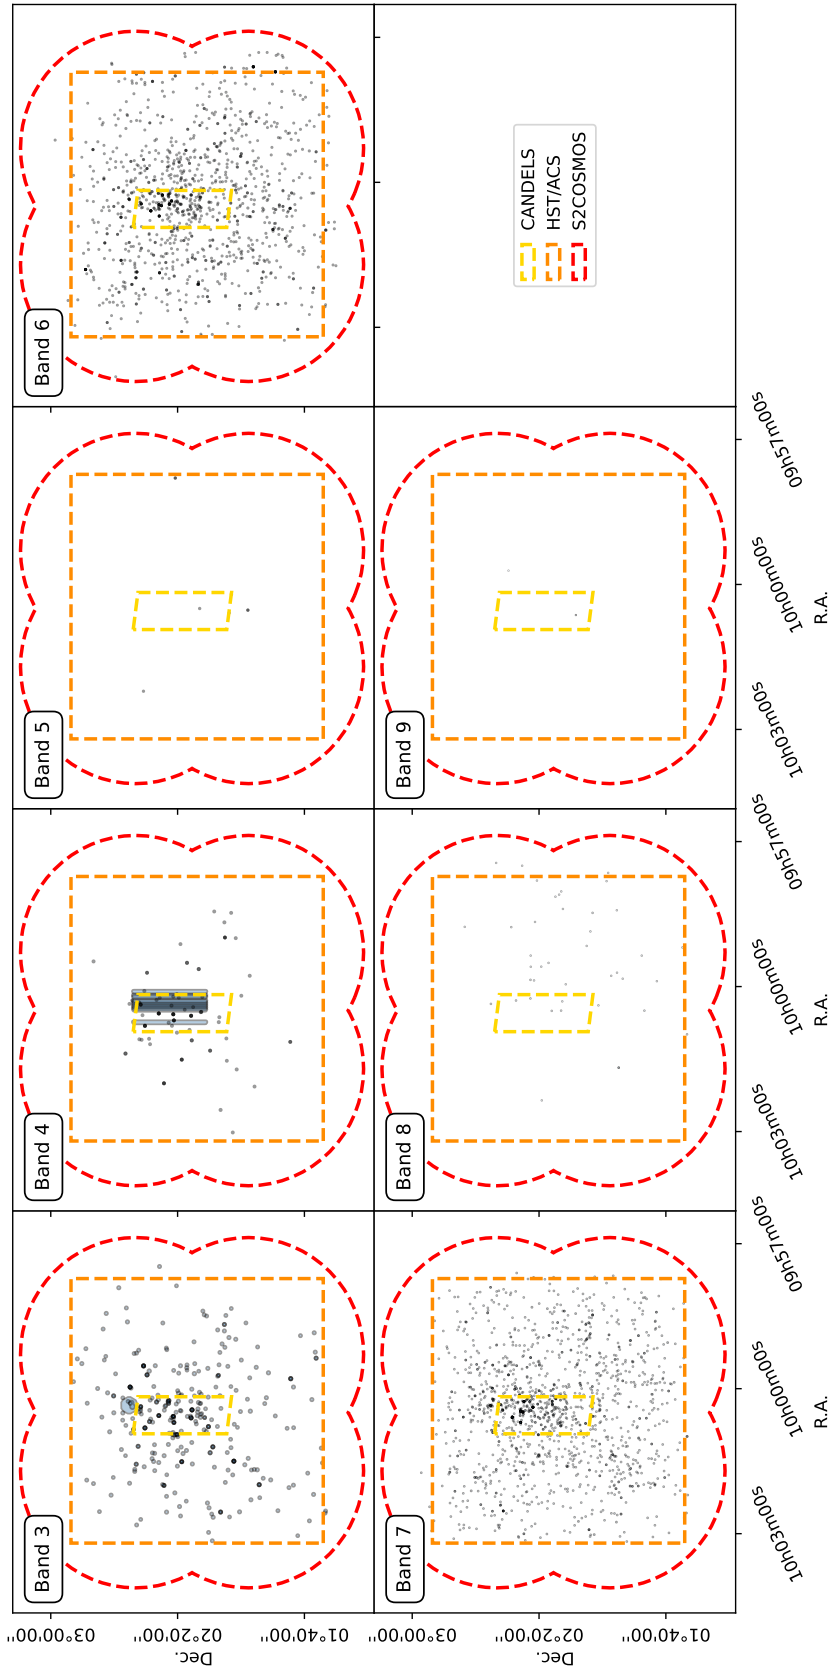 Band 3
Band 4
Band 5
Band 6
03°00'00"
02°20'00"
01°40'00"
Dec.
Band 7
Band 8
Band 9
CANDELS
HST/ACS
S2COSMOS
03°00'00"
02°20'00"
01°40'00"
Dec.
10h03m00s
10h00m00s
09h57m00s
10h03m00s
10h00m00s
09h57m00s
10h03m00s
10h00m00s
09h57m00s
R.A.
R.A.
R.A.